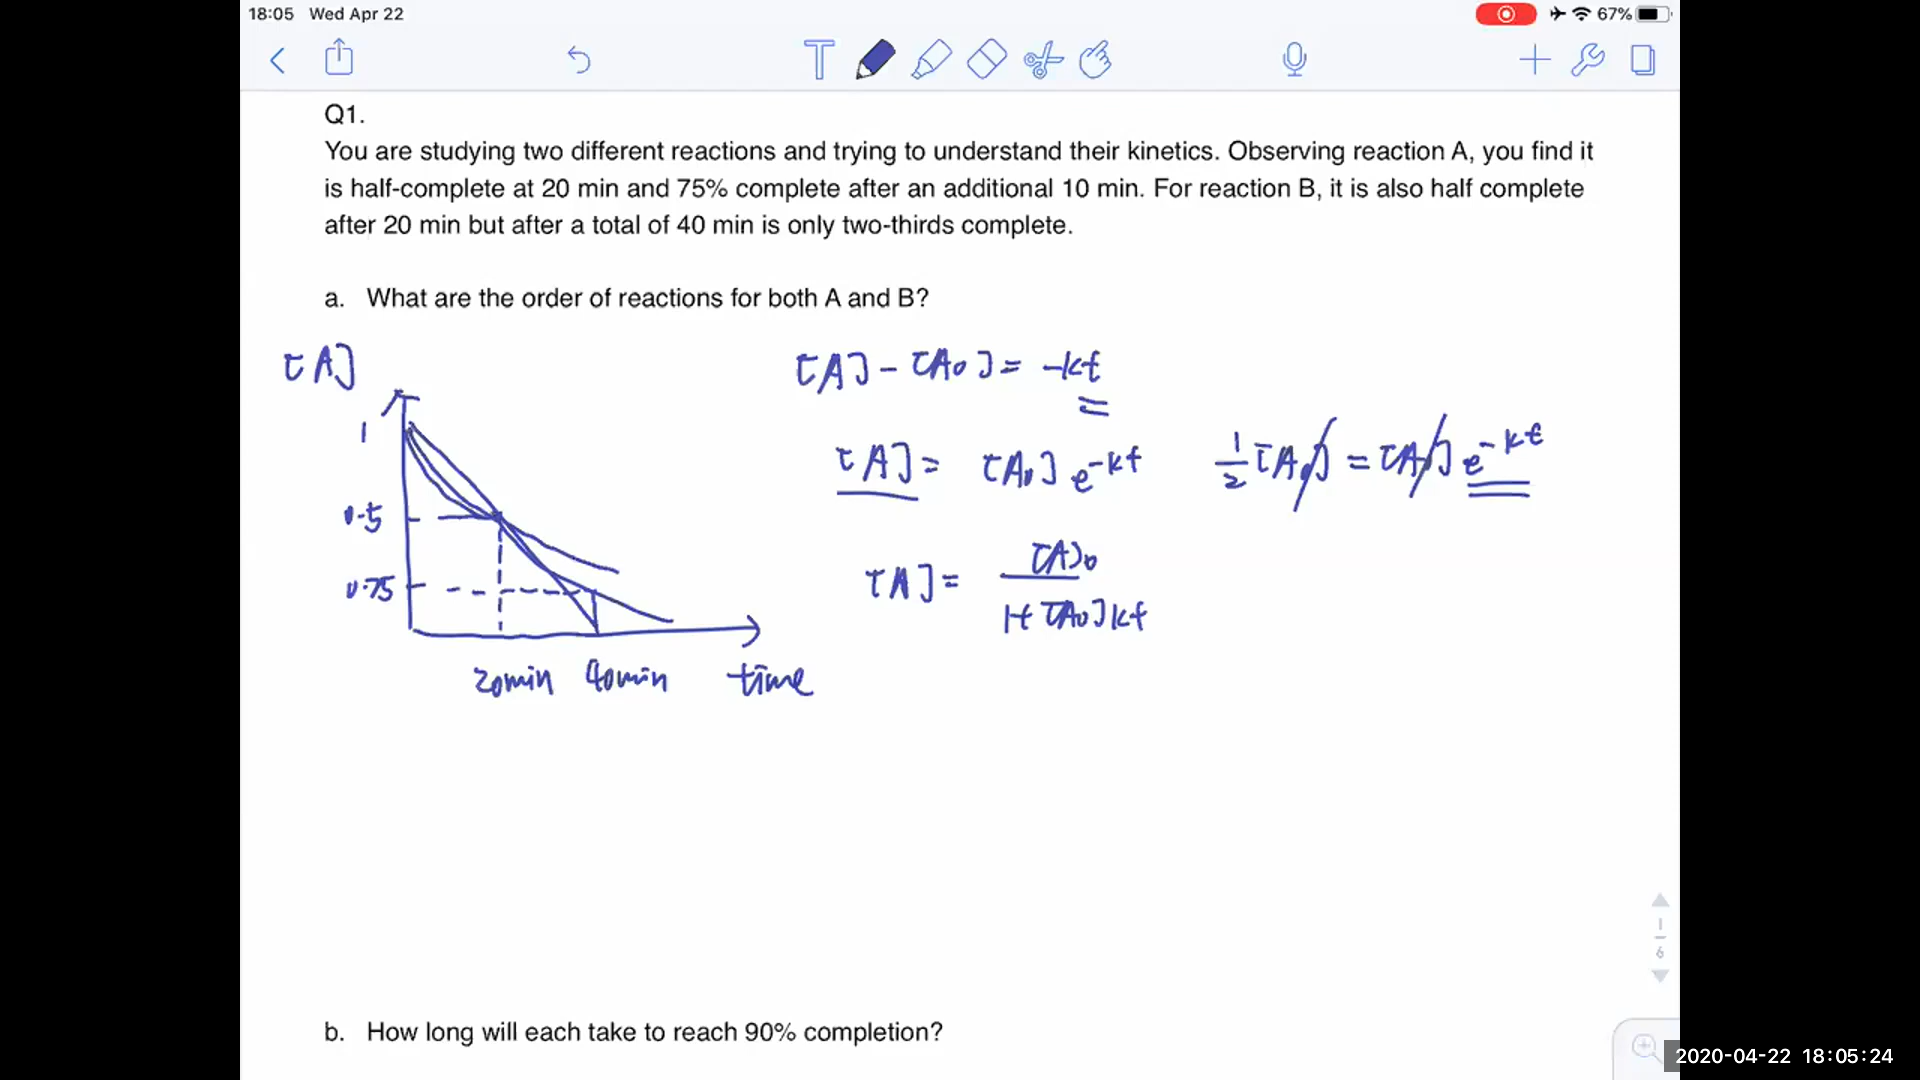 18:05 Wed Apr 22
67%
Q1.
You are studying two different reactions and trying to understand their kinetics. Observing reaction A, you find it
is half-complete at 20 min and 75% complete after an additional 10 min. For reaction B, it is also half complete
after 20 min but after a total of 40 min is only two-thirds complete.
a. What are the order of reactions for both A and B?
[A]
1
0.5
0.75
20min 40min time
[A] - [A₀] = -kt
[A] = [A₀] e^-kt
1/2 [A₀] = [A₀] e^-kt
[A] = [A]₀ / 1+[A₀]kt
1
6
b. How long will each take to reach 90% completion?
2020-04-22 18:05:24